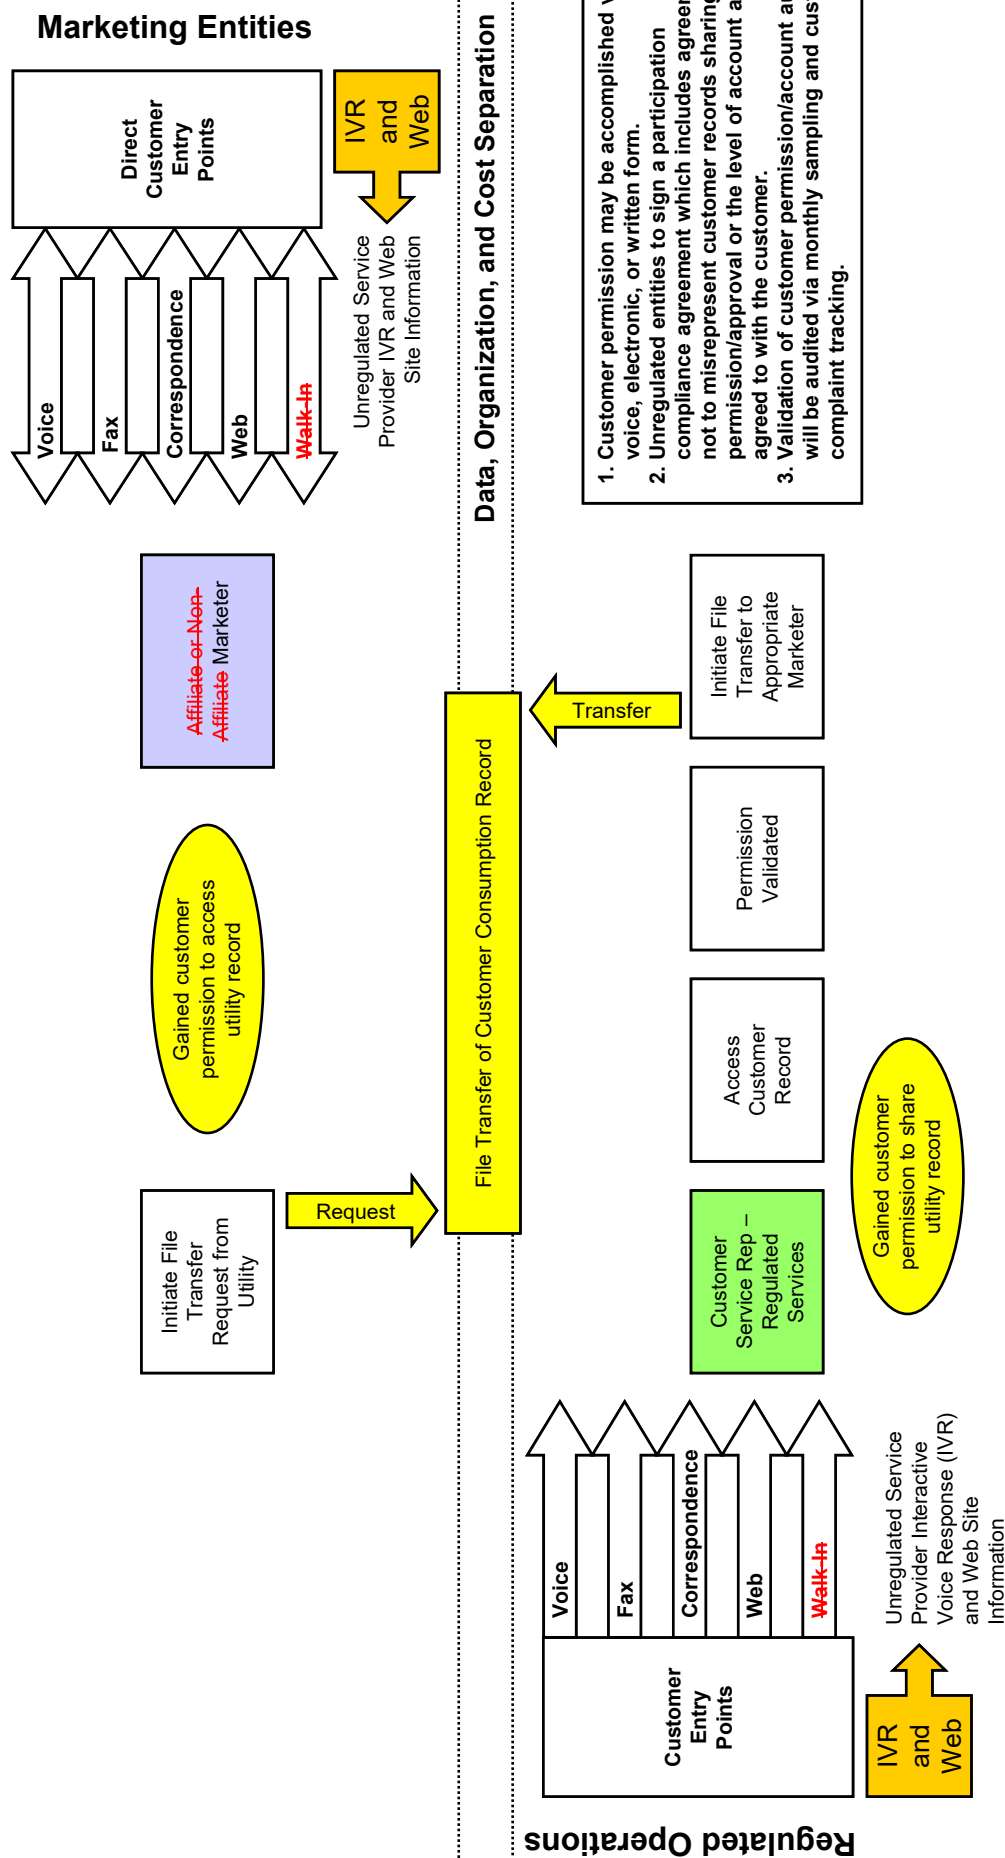 Marketing Entities
Initiate File
Transfer
Request from
Utility
Gained customer
permission to access
utility record
Affiliate or Non-
Affiliate Marketer
Voice
Fax
Correspondence
Web
Walk-In
Direct
Customer
Entry
Points
IVR
and
Web
Unregulated Service
Provider IVR and Web
Site Information
Request
Data, Organization, and Cost Separation
File Transfer of Customer Consumption Record
Transfer
Regulated Operations
Customer
Entry
Points
Voice
Fax
Correspondence
Web
Walk-In
Customer
Service Rep –
Regulated
Services
Access
Customer
Record
Permission
Validated
Initiate File
Transfer to
Appropriate
Marketer
Gained customer
permission to share
utility record
IVR
and
Web
Unregulated Service
Provider Interactive
Voice Response (IVR)
and Web Site
Information
1. Customer permission may be accomplished
voice, electronic, or written form.
2. Unregulated entities to sign a participation
compliance agreement which includes
not to misrepresent customer records sharing
permission/approval or the level of account
agreed to with the customer.
3. Validation of customer permission/account
will be audited via monthly sampling and
complaint tracking.